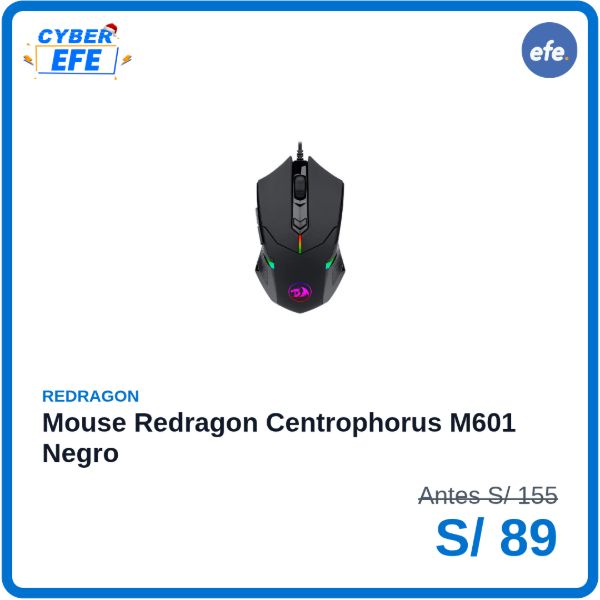 CYBER
EFE
efe.
REDRAGON
Mouse Redragon Centrophorus M601
Negro
Antes S/ 155
S/ 89